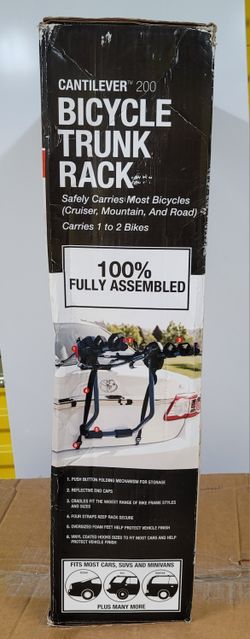 CANTILEVER™ 200
BICYCLE
TRUNK
RACK
Safely Carries Most Bicycles
(Cruiser, Mountain, And Road)
Carries 1 to 2 Bikes
100%
FULLY ASSEMBLED
1. PUSH BUTTON FOLDING MECHANISM FOR STORAGE
2. REFLECTIVE END CAPS
3. CRADLES FIT THE WIDEST RANGE OF BIKE FRAME STYLES
AND SIZES
4. FOUR STRAPS KEEP RACK SECURE
5. OVERSIZED FOAM FEET HELP PROTECT VEHICLE FINISH
6. VINYL COATED HOOKS SIZED TO FIT MOST CARS AND HELP
PROTECT VEHICLE FINISH
FITS MOST CARS, SUVS AND MINIVANS
PLUS MANY MORE